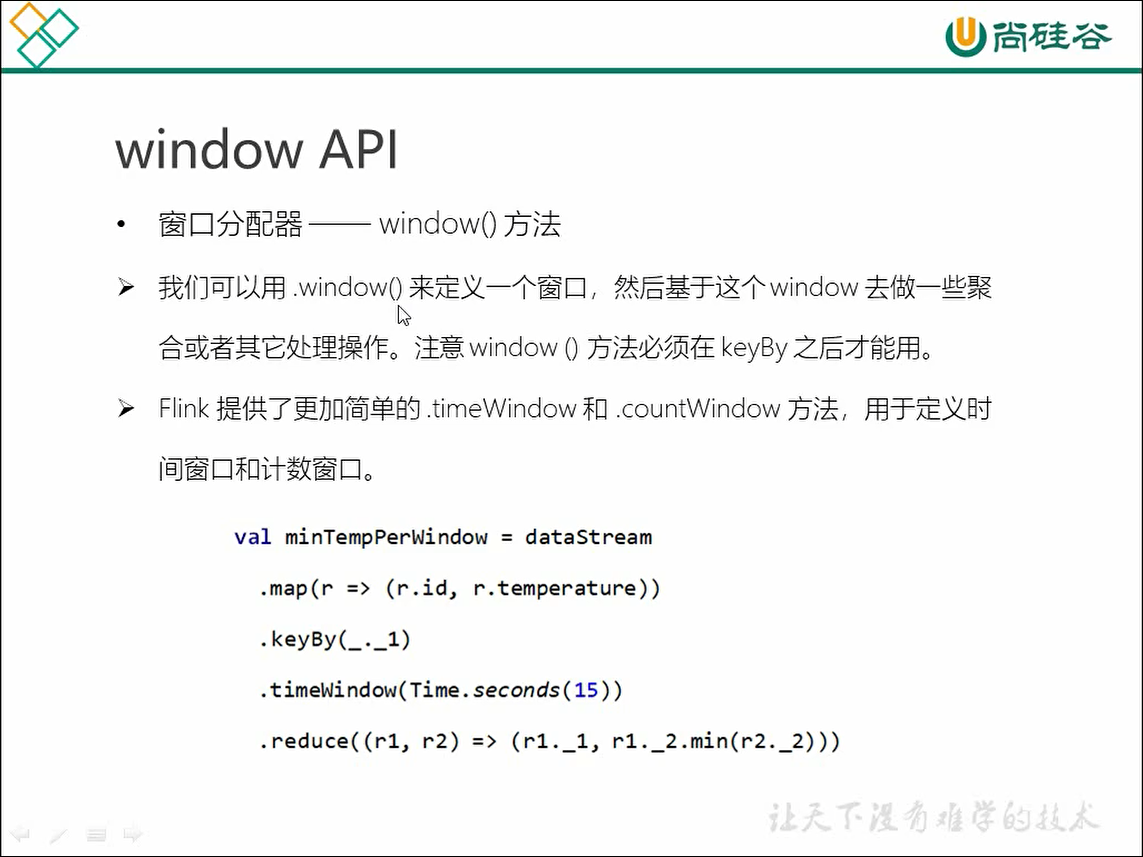 尚硅谷
window API
• 窗口分配器 —— window() 方法
➢ 我们可以用 .window() 来定义一个窗口，然后基于这个 window 去做一些聚
合或者其它处理操作。注意 window () 方法必须在 keyBy 之后才能用。
➢ Flink 提供了更加简单的 .timeWindow 和 .countWindow 方法，用于定义时
间窗口和计数窗口。
val minTempPerWindow = dataStream
.map(r => (r.id, r.temperature))
.keyBy(_._1)
.timeWindow(Time.seconds(15))
.reduce((r1, r2) => (r1._1, r1._2.min(r2._2)))
让天下没有难学的技术